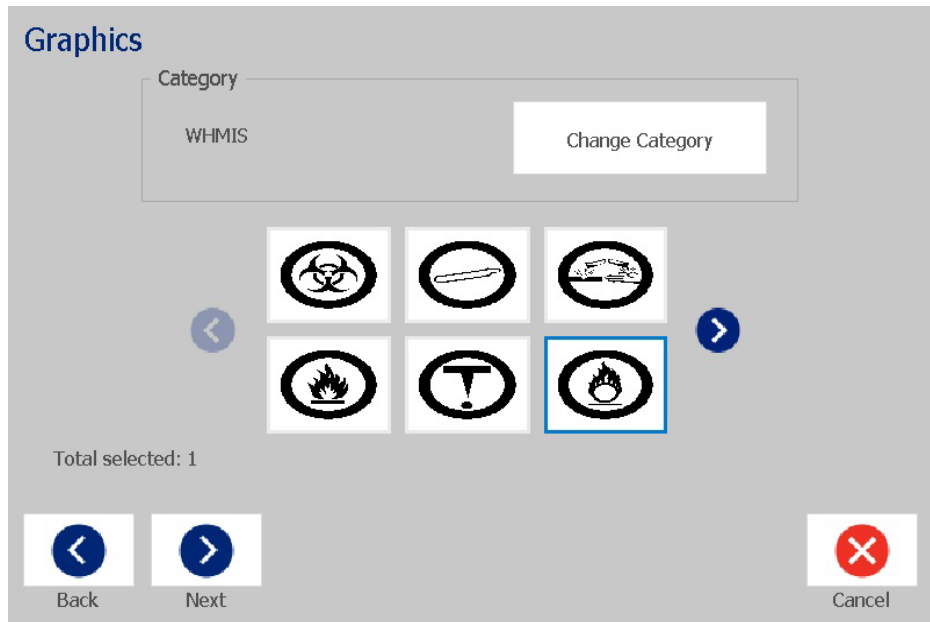 Graphics
Category
WHMIS
Change Category
Total selected: 1
Back
Next
Cancel